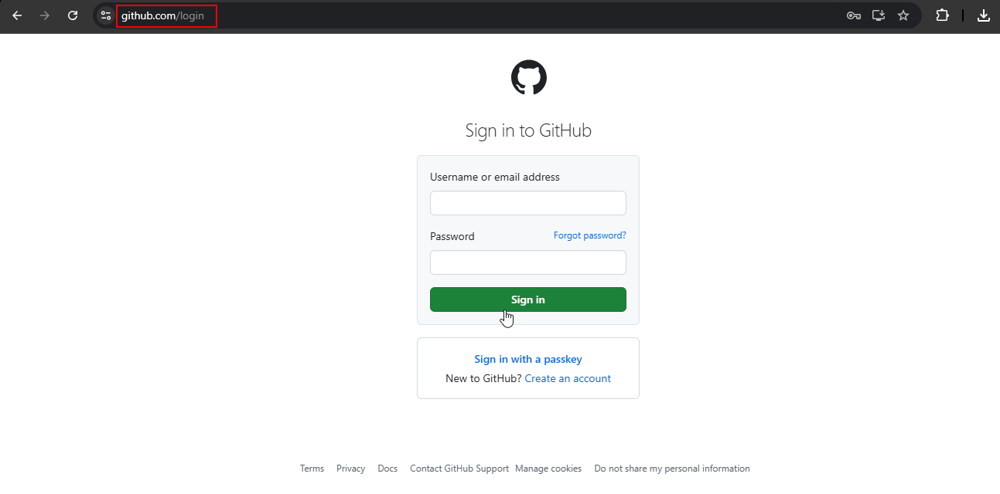 github.com/login
Sign in to GitHub
Username or email address
Password Forgot password?
Sign in
Sign in with a passkey
New to GitHub? Create an account
Terms Privacy Docs Contact GitHub Support Manage cookies Do not share my personal information